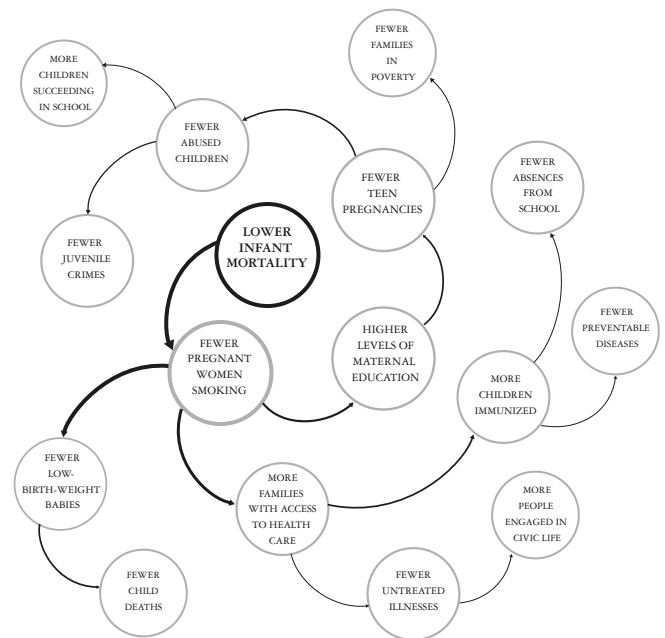 FEWER
FAMILIES
IN
POVERTY
MORE
CHILDREN
SUCCEEDING
IN SCHOOL
FEWER
ABUSED
CHILDREN
FEWER
TEEN
PREGNANCIES
FEWER
ABSENCES
FROM
SCHOOL
LOWER
INFANT
MORTALITY
FEWER
JUVENILE
CRIMES
FEWER
PREGNANT
WOMEN
SMOKING
HIGHER
LEVELS OF
MATERNAL
EDUCATION
FEWER
PREVENTABLE
DISEASES
MORE
CHILDREN
IMMUNIZED
FEWER
LOW-
BIRTH-WEIGHT
BABIES
MORE
FAMILIES
WITH ACCESS
TO HEALTH
CARE
MORE
PEOPLE
ENGAGED IN
CIVIC LIFE
FEWER
CHILD
DEATHS
FEWER
UNTREATED
ILLNESSES